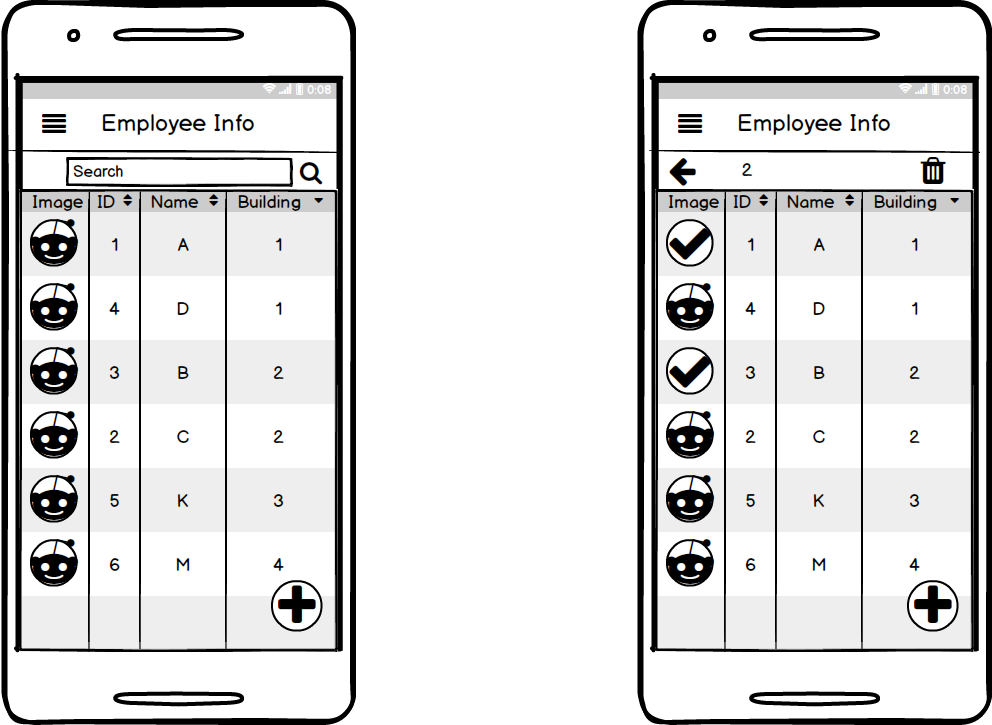 0:08
Employee Info
Search
Image ID Name Building
1 A 1
4 D 1
3 B 2
2 C 2
5 K 3
6 M 4
0:08
Employee Info
2
Image ID Name Building
1 A 1
4 D 1
3 B 2
2 C 2
5 K 3
6 M 4